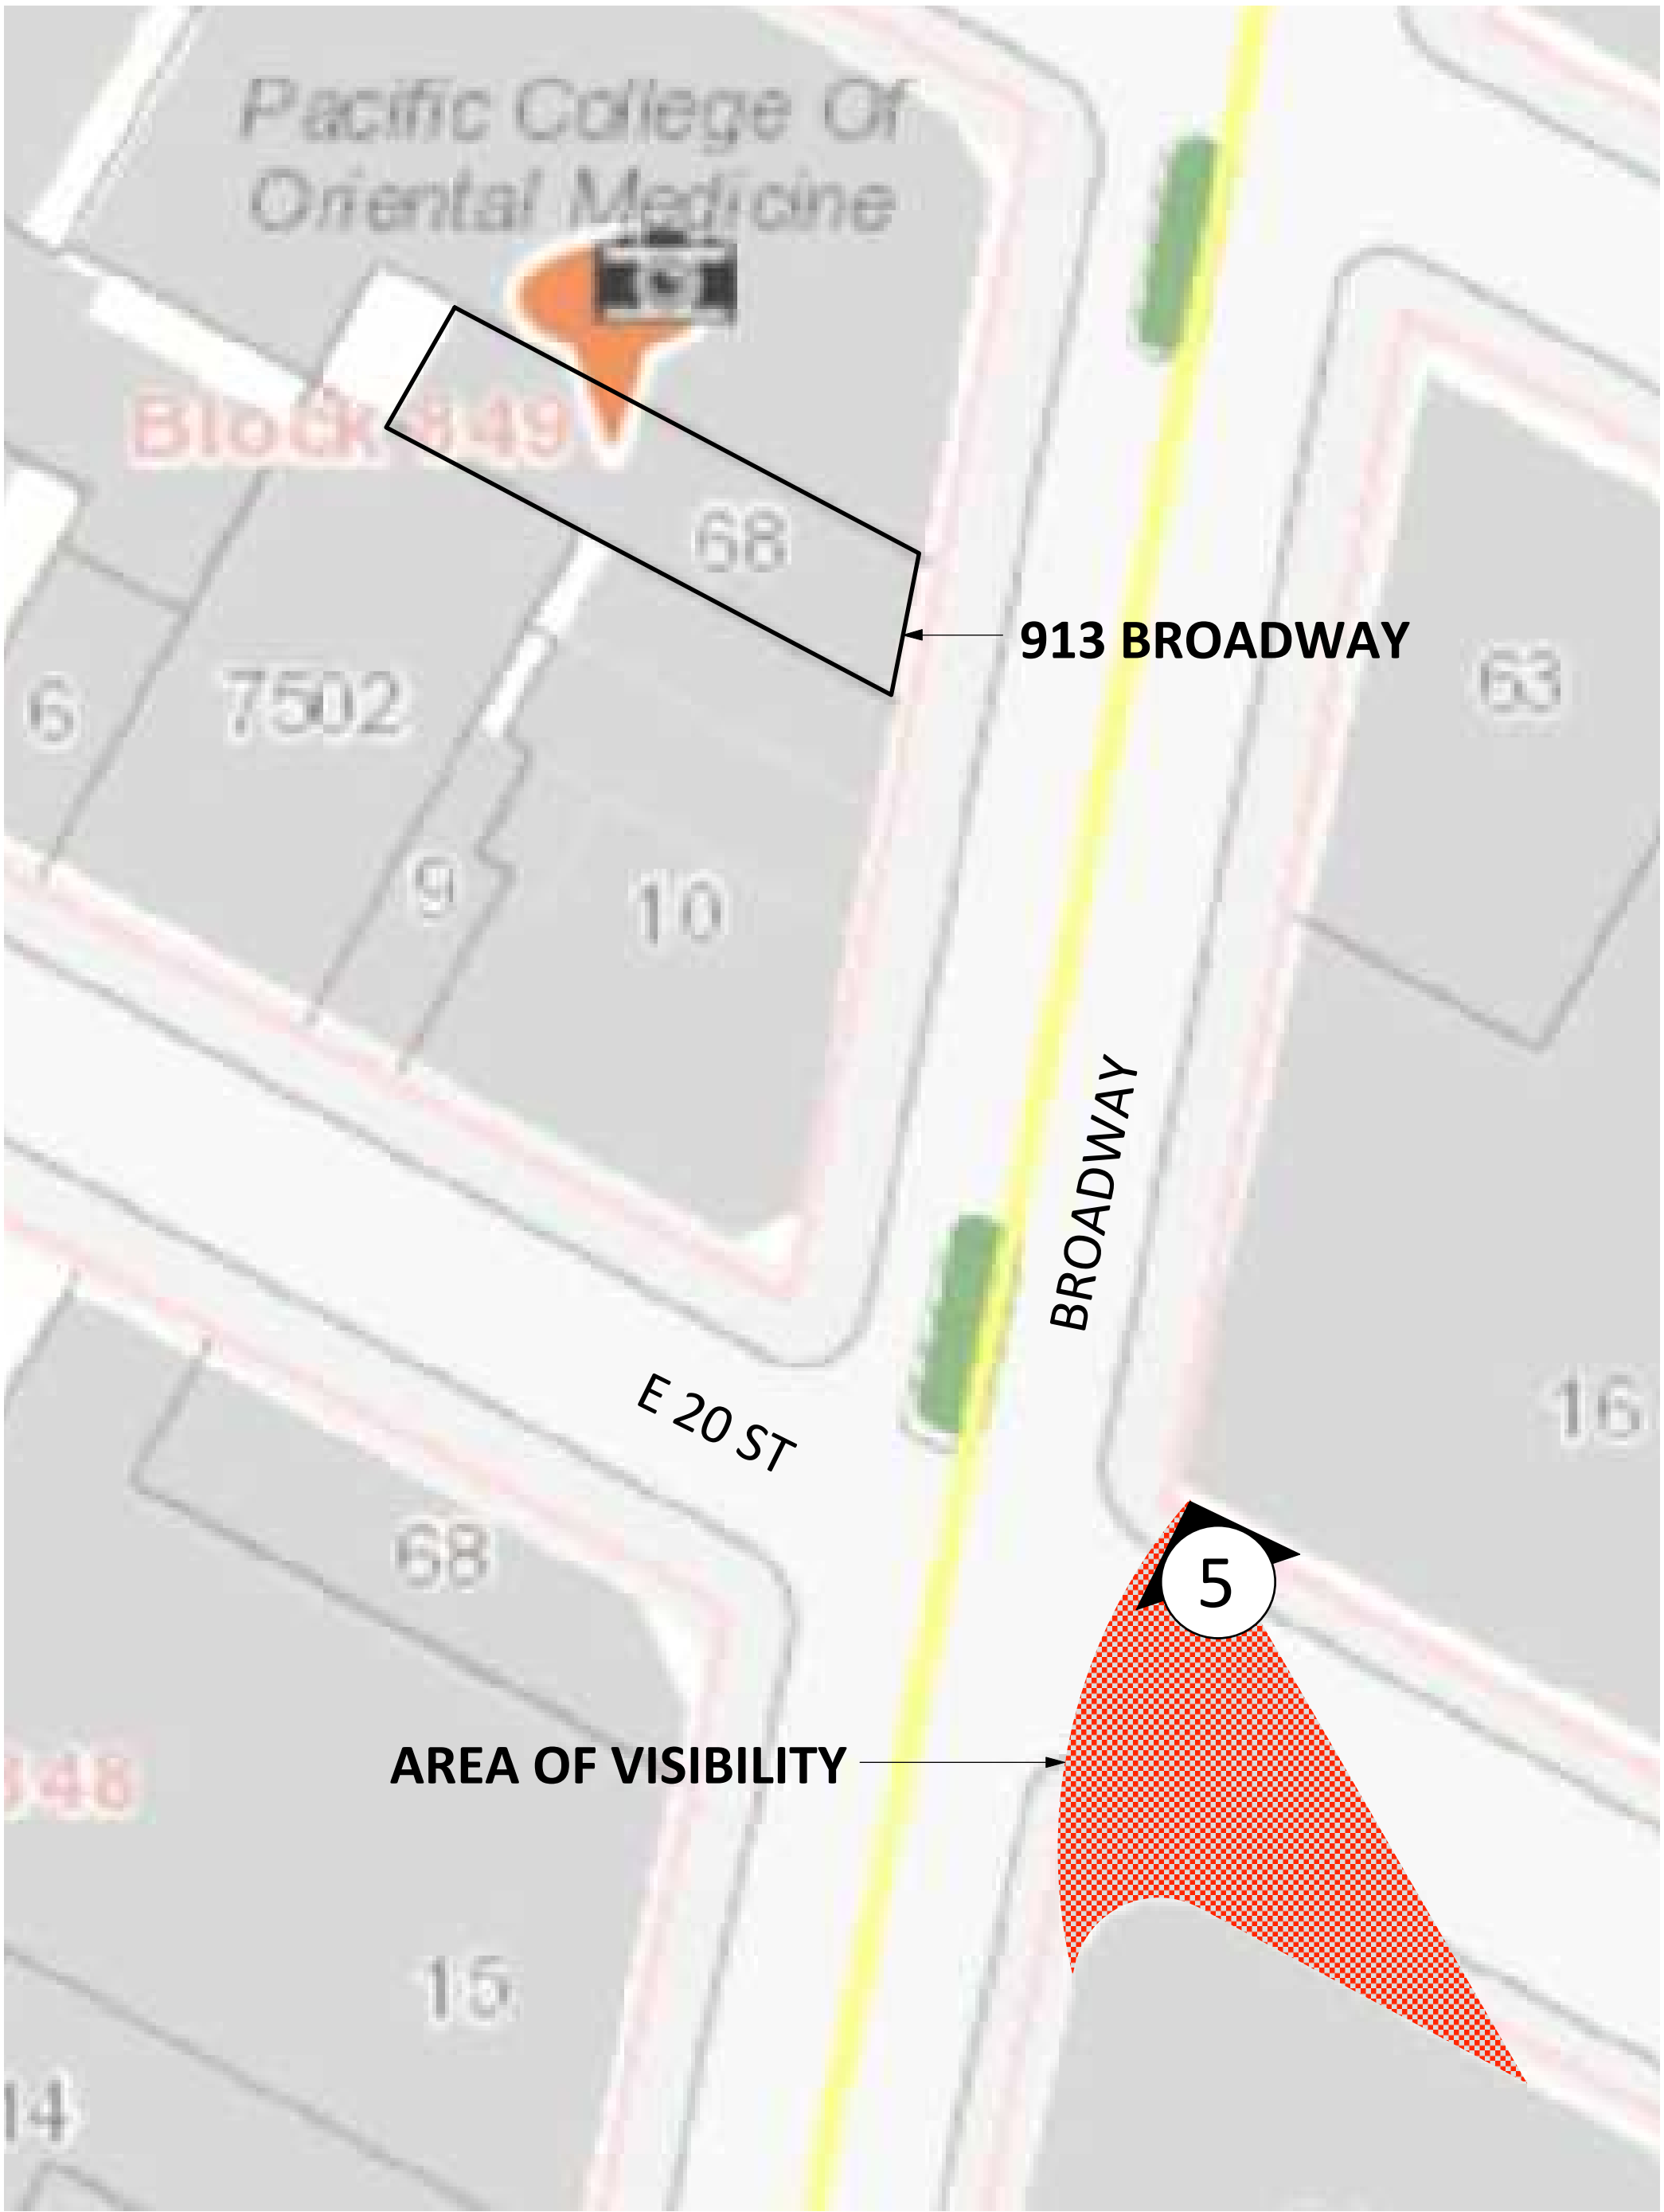 Pacific College Of
Oriental Medicine
Block 849
68
913 BROADWAY
63
6
7502
9
10
BROADWAY
16
E 20 ST
68
5
AREA OF VISIBILITY
848
15
14